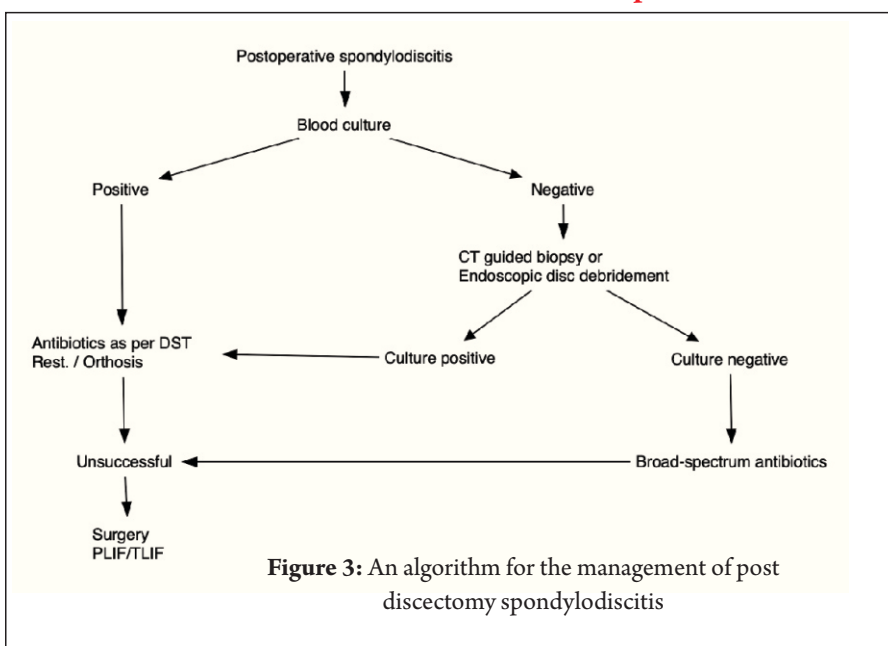 Postoperative spondylodiscitis
Blood culture
Positive
Negative
CT guided biopsy or
Endoscopic disc debridement
Antibiotics as per DST
Rest. / Orthosis
Culture positive
Culture negative
Unsuccessful
Broad-spectrum antibiotics
Surgery
PLIF/TLIF
Figure 3: An algorithm for the management of post
discectomy spondylodiscitis